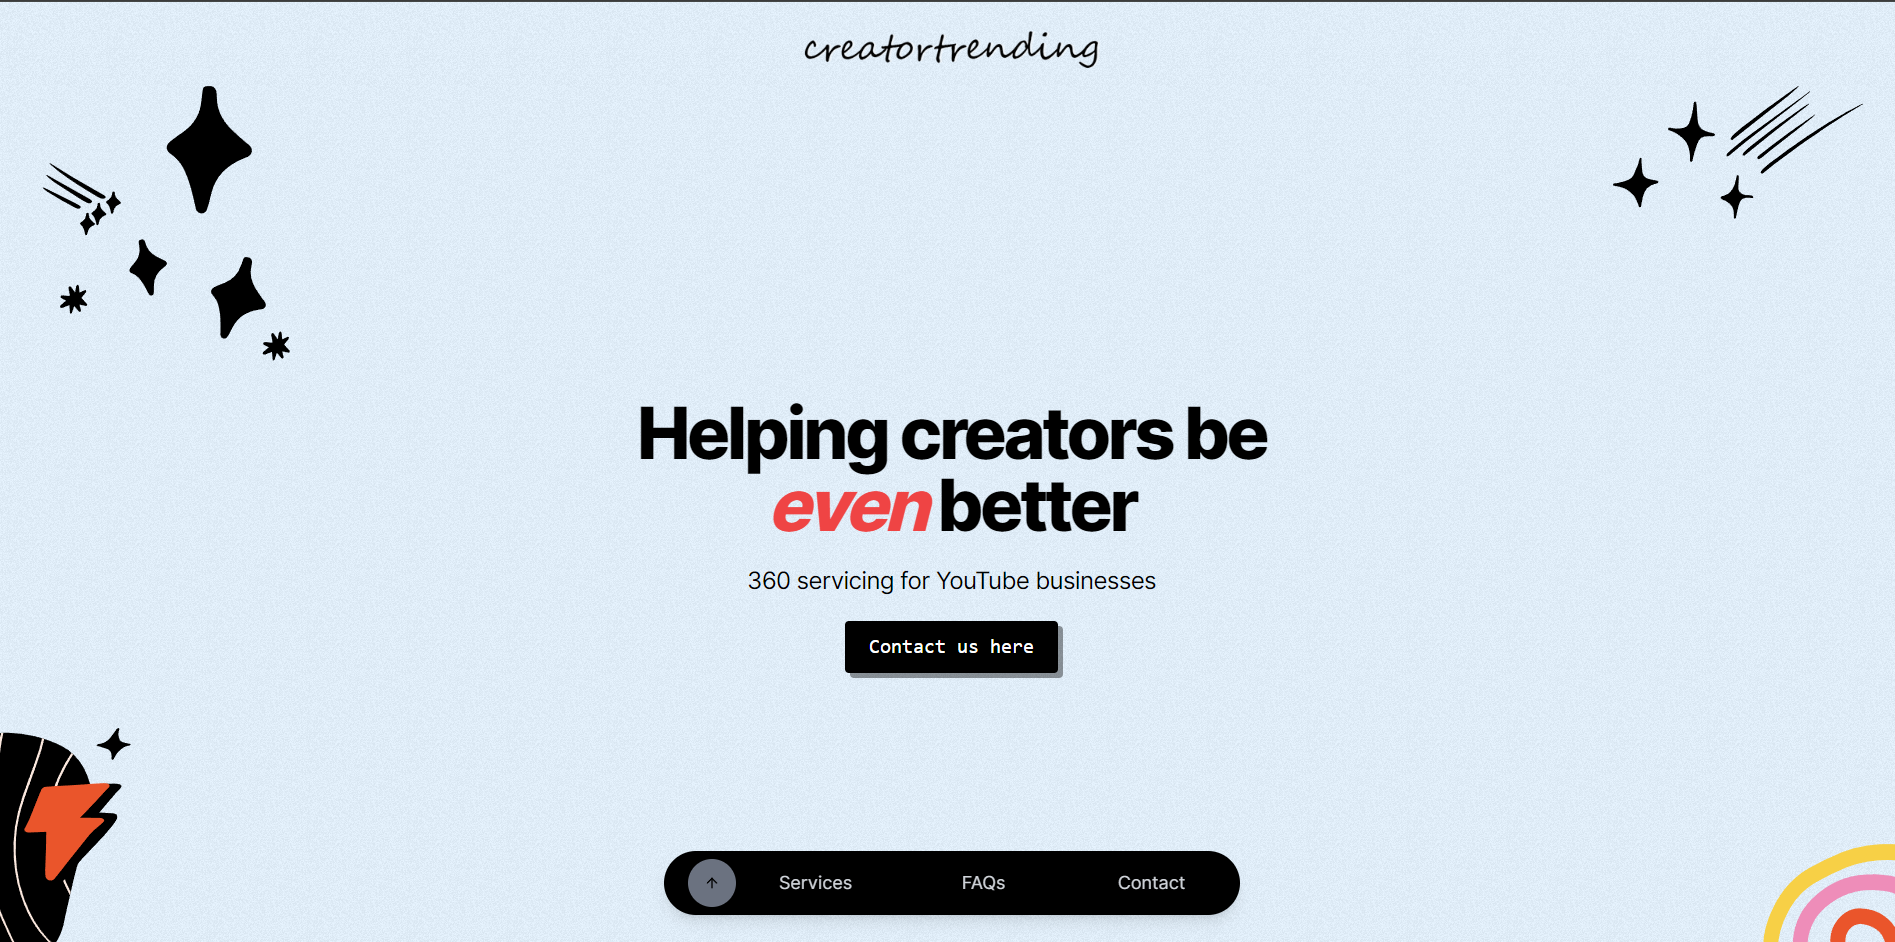 creatortrending
Helping creators be
even better
360 servicing for YouTube businesses
Contact us here
Services
FAQs
Contact